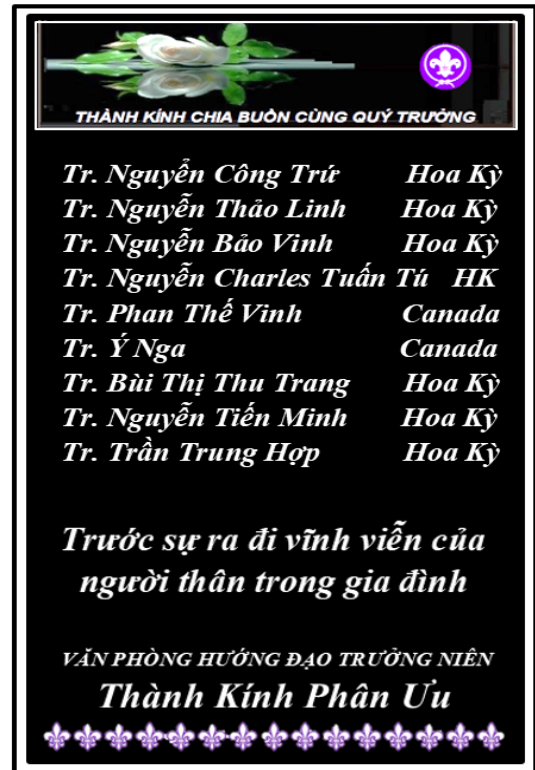 THÀNH KÍNH CHIA BUỒN CÙNG QUÝ TRƯỞNG
Tr. Nguyển Công Trứ Hoa Kỳ
Tr. Nguyễn Thảo Linh Hoa Kỳ
Tr. Nguyễn Bảo Vinh Hoa Kỳ
Tr. Nguyễn Charles Tuấn Tú HK
Tr. Phan Thế Vinh Canada
Tr. Ý Nga Canada
Tr. Bùi Thị Thu Trang Hoa Kỳ
Tr. Nguyễn Tiến Minh Hoa Kỳ
Tr. Trần Trung Hợp Hoa Kỳ
Trước sự ra đi vĩnh viễn của
người thân trong gia đình
VĂN PHÒNG HƯỚNG ĐẠO TRƯỞNG NIÊN
Thành Kính Phân Ưu